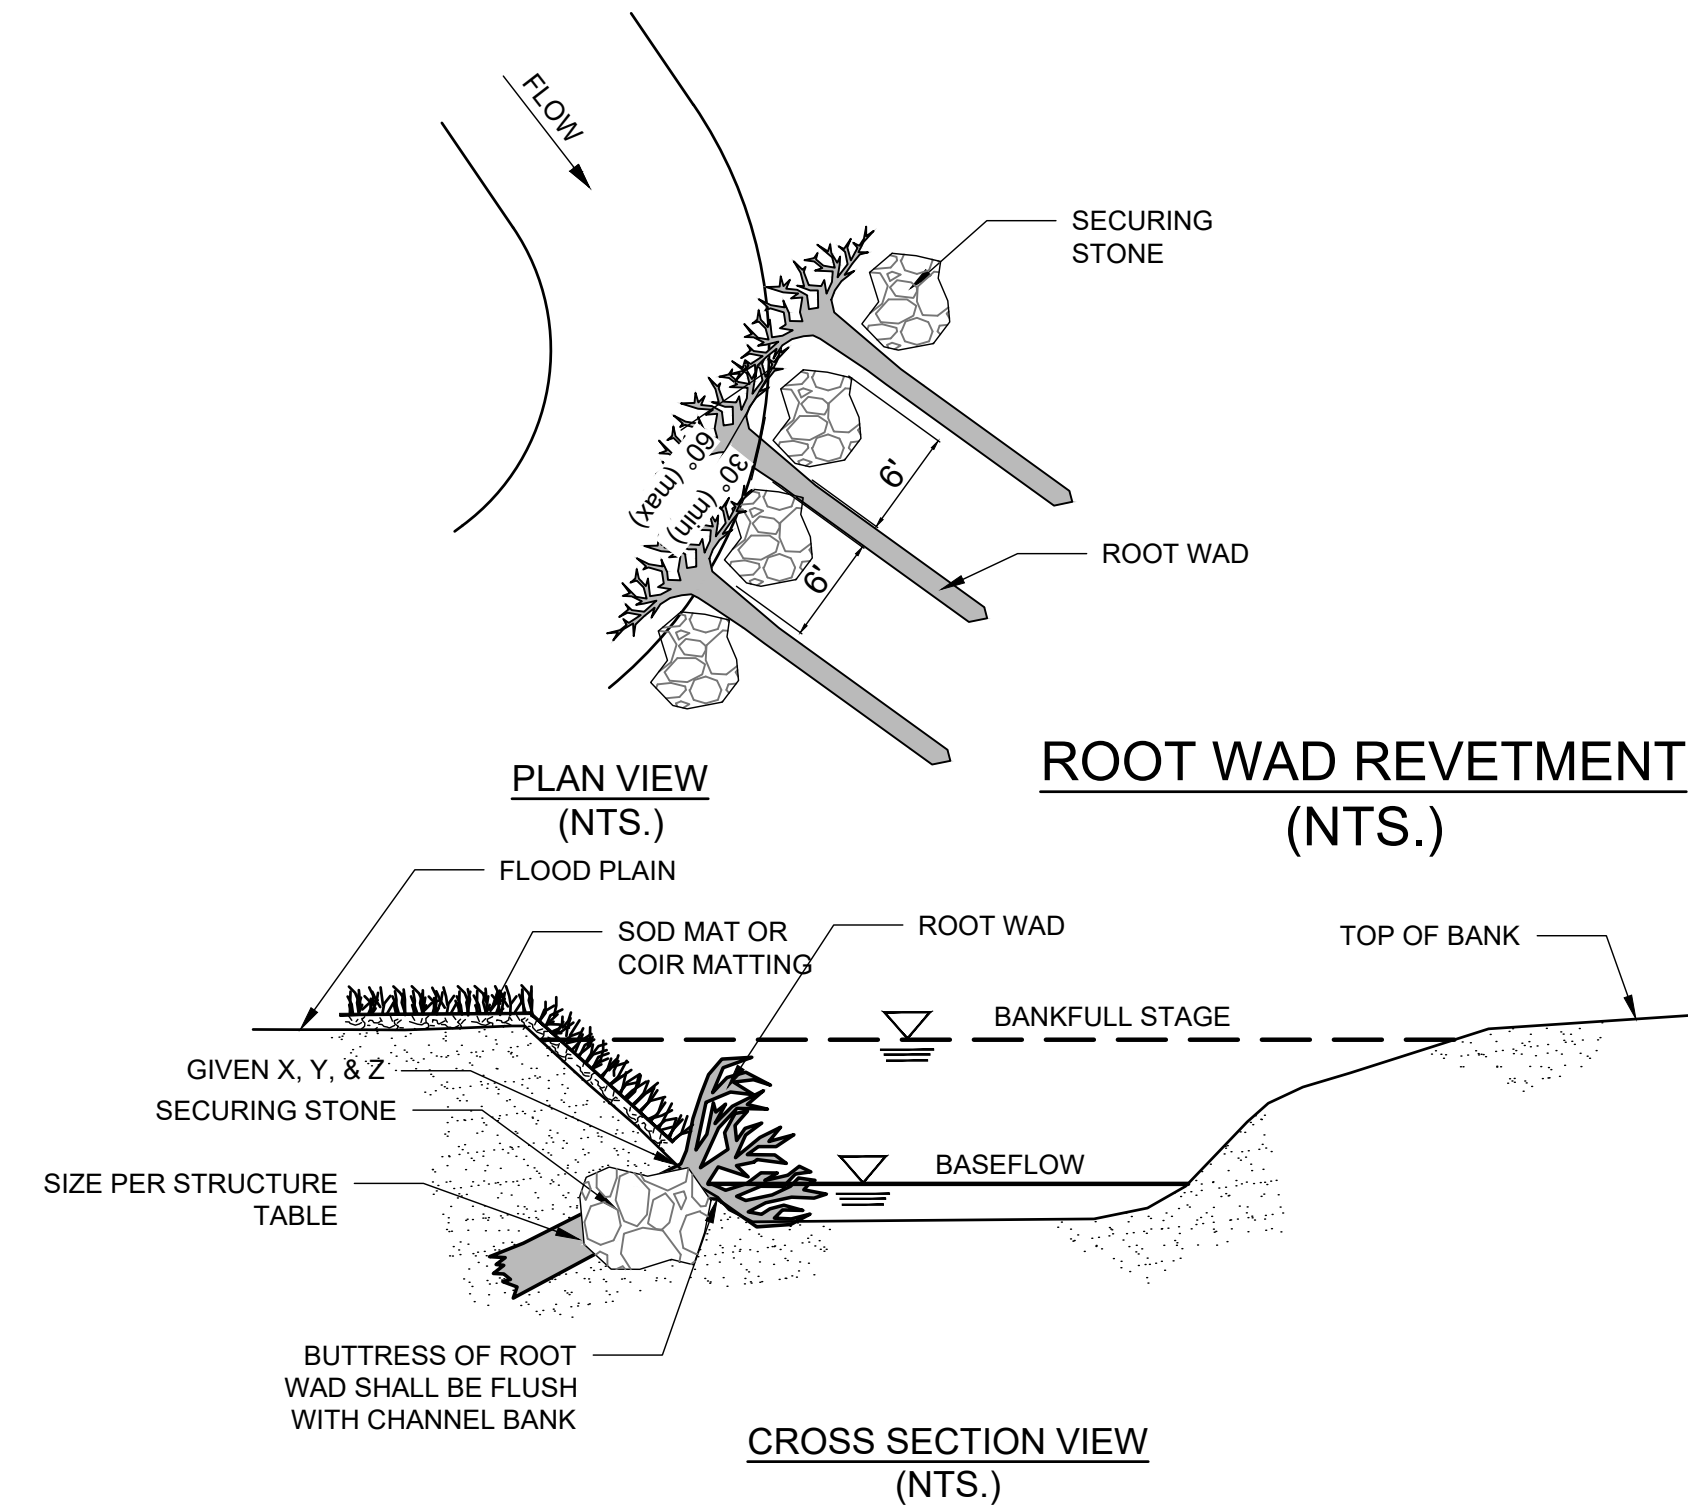 FLOW
SECURING
STONE
60° (max)
30° (min)
6'
6'
ROOT WAD
PLAN VIEW
(NTS.)
ROOT WAD REVETMENT
(NTS.)
FLOOD PLAIN
SOD MAT OR
COIR MATTING
ROOT WAD
TOP OF BANK
BANKFULL STAGE
GIVEN X, Y, & Z
SECURING STONE
BASEFLOW
SIZE PER STRUCTURE
TABLE
BUTTRESS OF ROOT
WAD SHALL BE FLUSH
WITH CHANNEL BANK
CROSS SECTION VIEW
(NTS.)